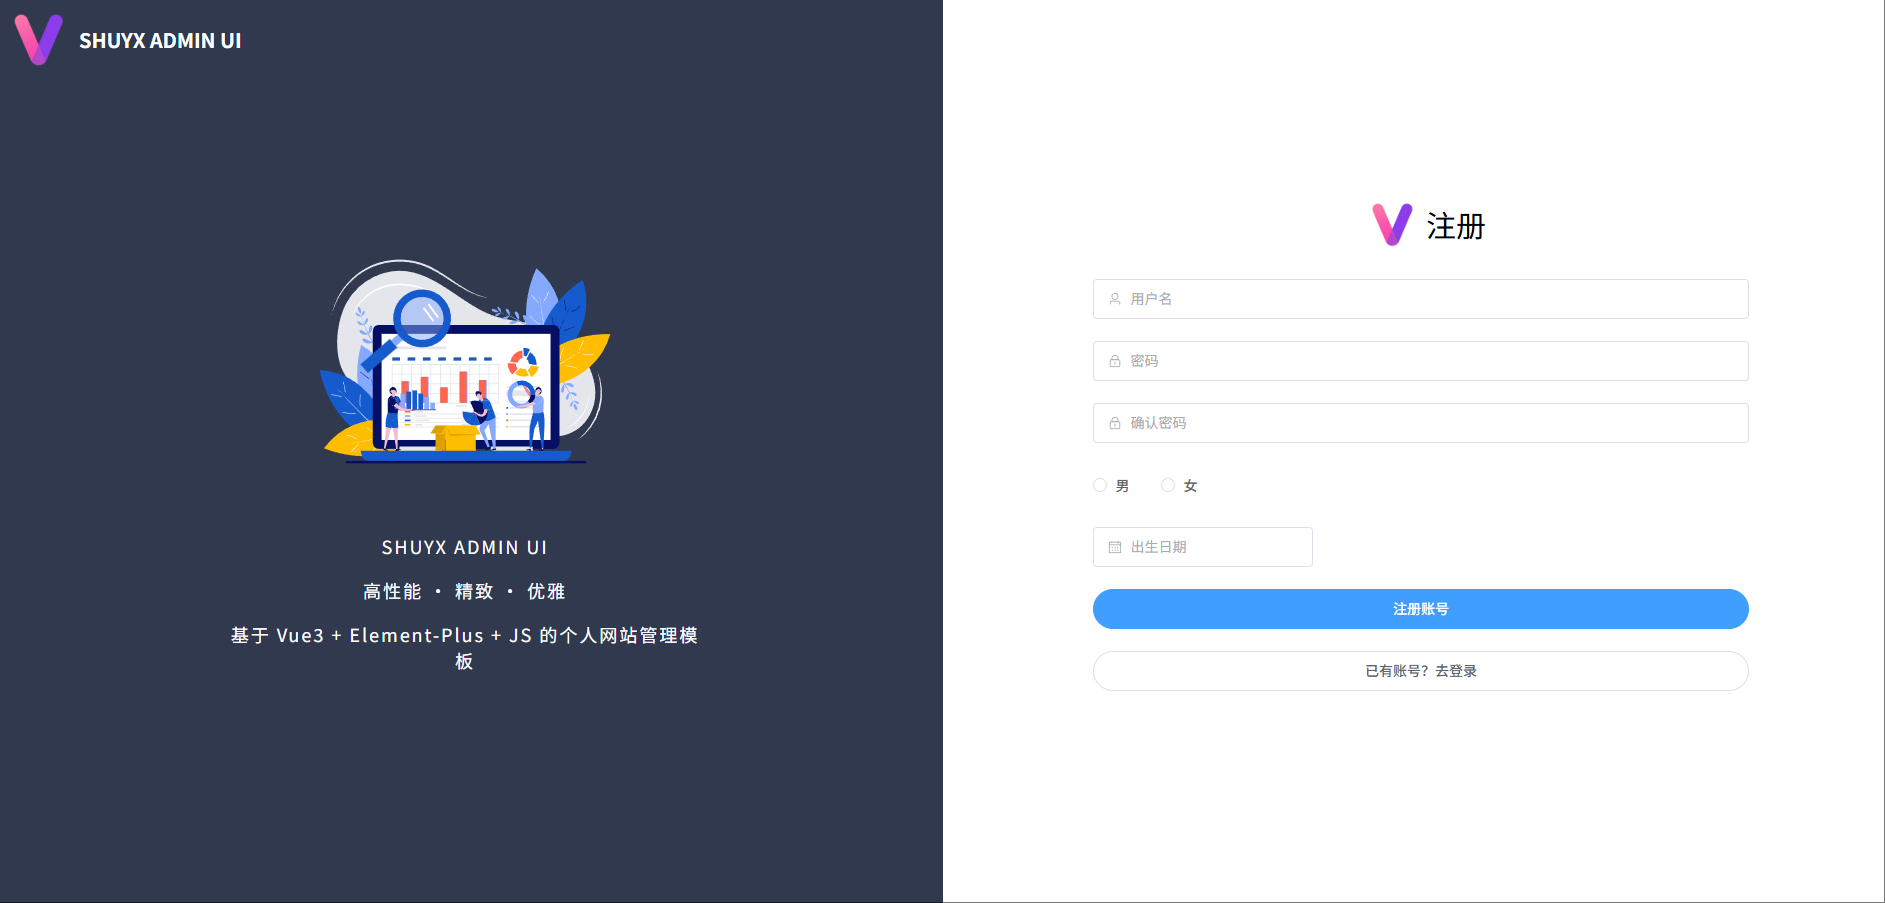 SHUYX ADMIN UI
SHUYX ADMIN UI
高性能 · 精致 · 优雅
基于 Vue3 + Element-Plus + JS 的个人网站管理模
板
注册
用户名
密码
确认密码
男 女
出生日期
注册账号
已有账号？去登录